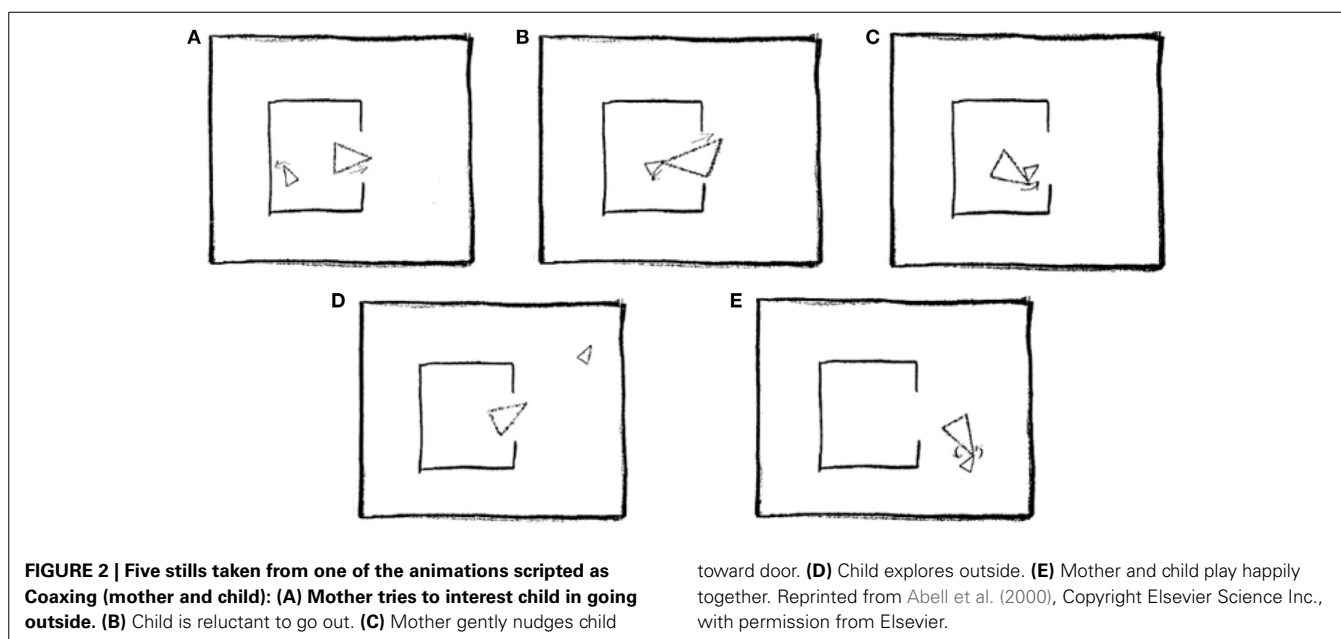 A
B
C
D
E
FIGURE 2 | Five stills taken from one of the animations scripted as
Coaxing (mother and child): (A) Mother tries to interest child in going
outside. (B) Child is reluctant to go out. (C) Mother gently nudges child
toward door. (D) Child explores outside. (E) Mother and child play happily
together. Reprinted from Abell et al. (2000), Copyright Elsevier Science Inc.,
with permission from Elsevier.